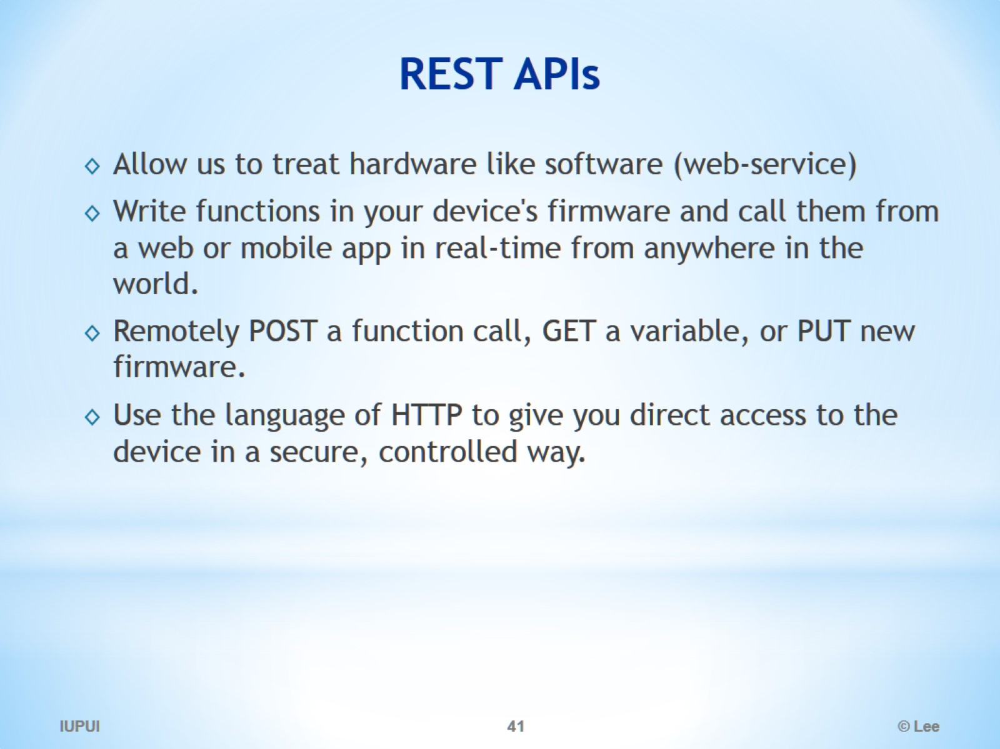 REST APIs
◇ Allow us to treat hardware like software (web-service)
◇ Write functions in your device's firmware and call them from
a web or mobile app in real-time from anywhere in the
world.
◇ Remotely POST a function call, GET a variable, or PUT new
firmware.
◇ Use the language of HTTP to give you direct access to the
device in a secure, controlled way.
IUPUI 41 © Lee